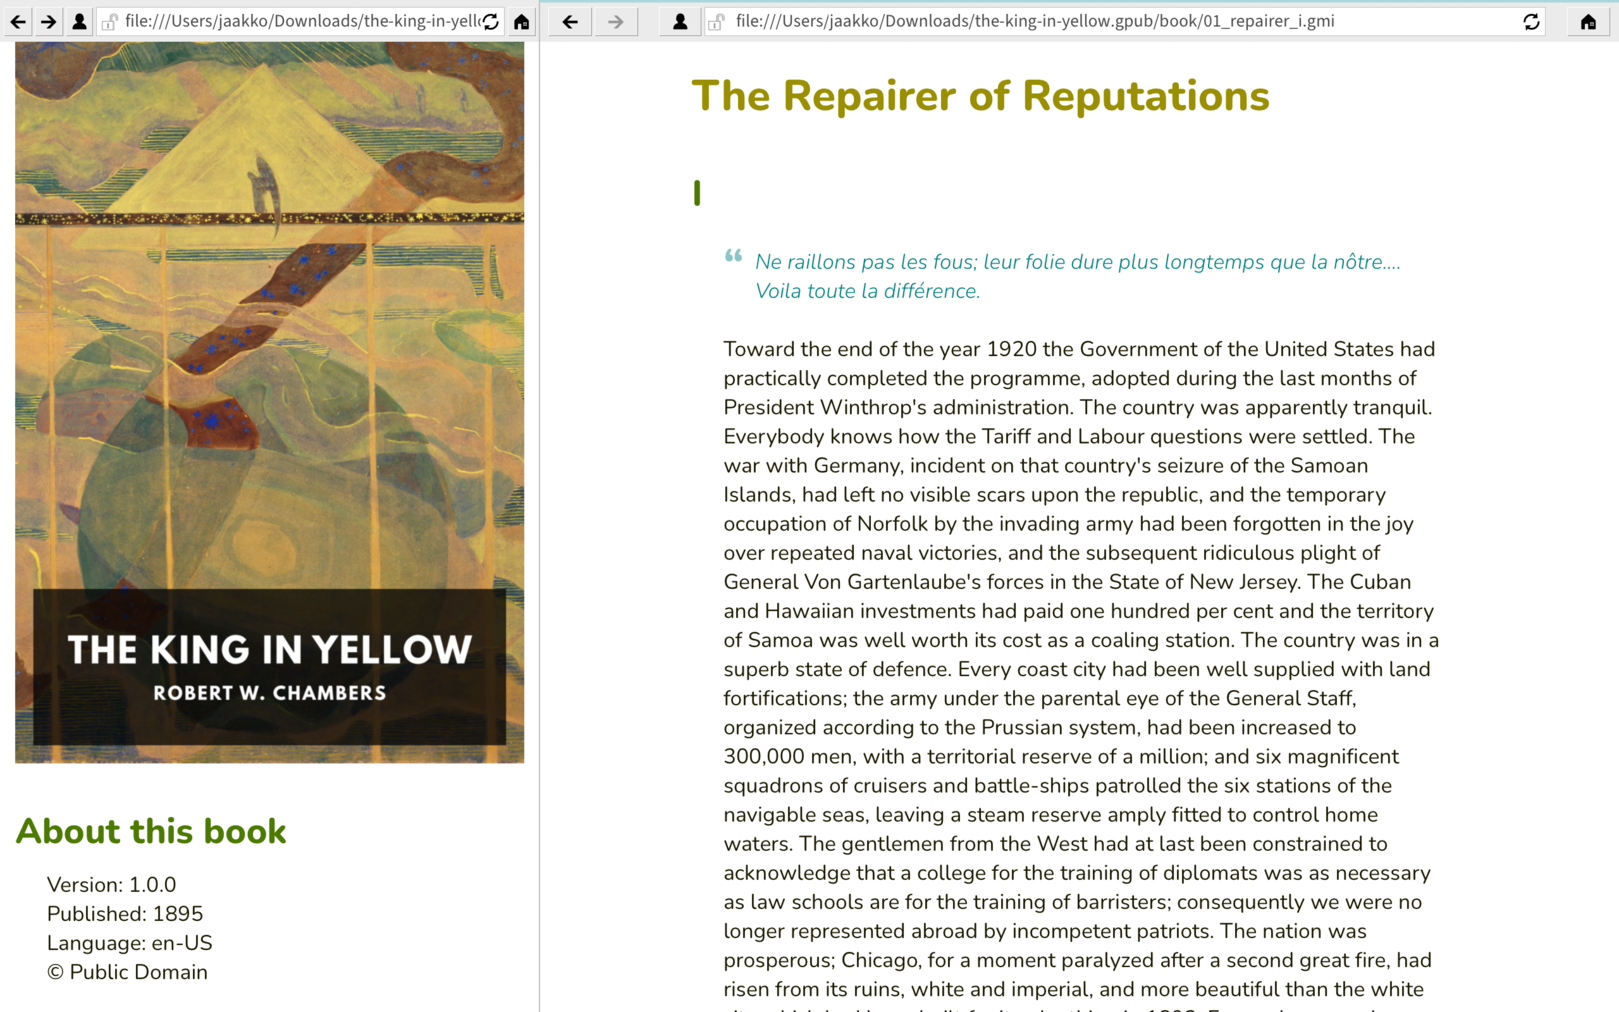 file:///Users/jaakko/Downloads/the-king-in-yell
THE KING IN YELLOW
ROBERT W. CHAMBERS
About this book
Version: 1.0.0
Published: 1895
Language: en-US
© Public Domain
file:///Users/jaakko/Downloads/the-king-in-yellow.gpub/book/01_repairer_i.gmi
The Repairer of Reputations
I
“ Ne raillons pas les fous; leur folie dure plus longtemps que la nôtre....
Voila toute la différence.
Toward the end of the year 1920 the Government of the United States had
practically completed the programme, adopted during the last months of
President Winthrop's administration. The country was apparently tranquil.
Everybody knows how the Tariff and Labour questions were settled. The
war with Germany, incident on that country's seizure of the Samoan
Islands, had left no visible scars upon the republic, and the temporary
occupation of Norfolk by the invading army had been forgotten in the joy
over repeated naval victories, and the subsequent ridiculous plight of
General Von Gartenlaube's forces in the State of New Jersey. The Cuban
and Hawaiian investments had paid one hundred per cent and the territory
of Samoa was well worth its cost as a coaling station. The country was in a
superb state of defence. Every coast city had been well supplied with land
fortifications; the army under the parental eye of the General Staff,
organized according to the Prussian system, had been increased to
300,000 men, with a territorial reserve of a million; and six magnificent
squadrons of cruisers and battle-ships patrolled the six stations of the
navigable seas, leaving a steam reserve amply fitted to control home
waters. The gentlemen from the West had at last been constrained to
acknowledge that a college for the training of diplomats was as necessary
as law schools are for the training of barristers; consequently we were no
longer represented abroad by incompetent patriots. The nation was
prosperous; Chicago, for a moment paralyzed after a second great fire, had
risen from its ruins, white and imperial, and more beautiful than the white